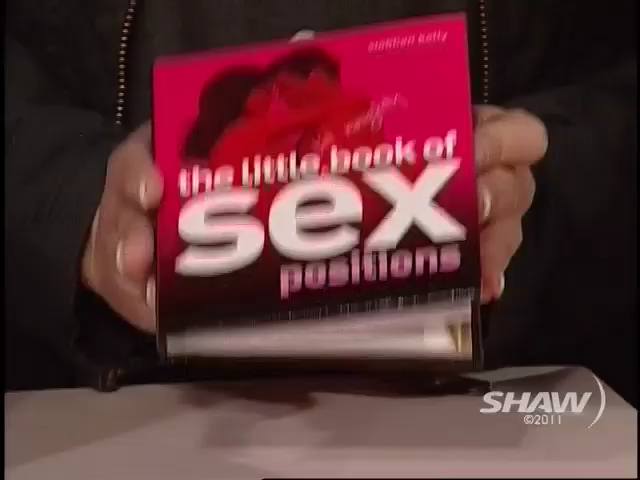 siobhan kelly
the little book of
sex
positions
SHAW)
©2011